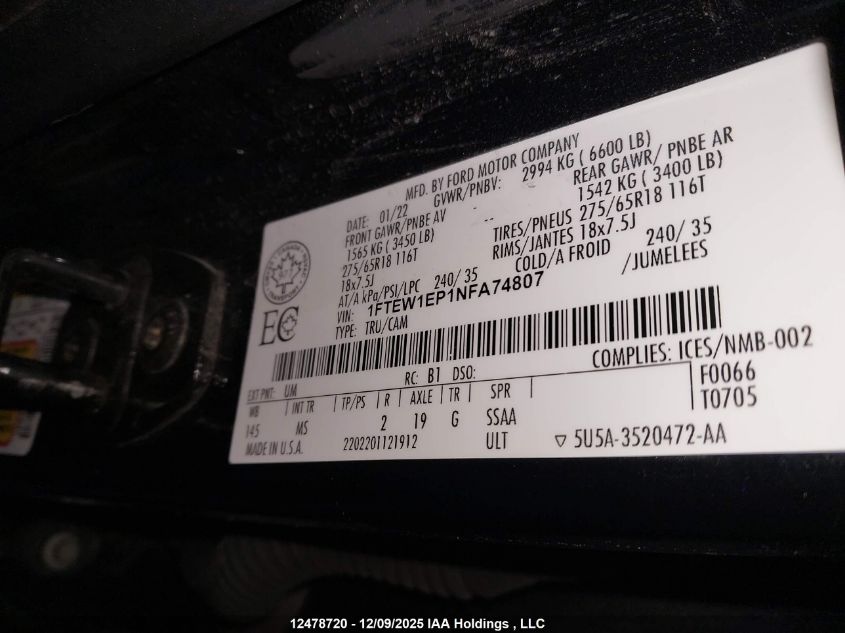 MFD. BY FORD MOTOR COMPANY
DATE: 01/22 GVWR/PNBV: 2994 KG ( 6600 LB)
FRONT GAWR/PNBE AV -- REAR GAWR/ PNBE AR
1565 KG ( 3450 LB) 1542 KG ( 3400 LB)
275/65R18 116T TIRES/PNEUS 275/65R18 116T
18x7.5J RIMS/JANTES 18x7.5J
AT/A kPa/PSI/LPC 240/ 35 COLD/A FROID 240/ 35
VIN: 1FTEW1EP1NFA74807 /JUMELEES
TYPE: TRU/CAM
EC
COMPLIES: ICES/NMB-002
EXT PNT: UM RC: B1 DSO: F0066
WB INT TR TP/PS R AXLE TR SPR T0705
145 MS 2 19 G SSAA
MADE IN U.S.A. 2202201121912 ULT ▽ 5U5A-3520472-AA
12478720 - 12/09/2025 IAA Holdings , LLC